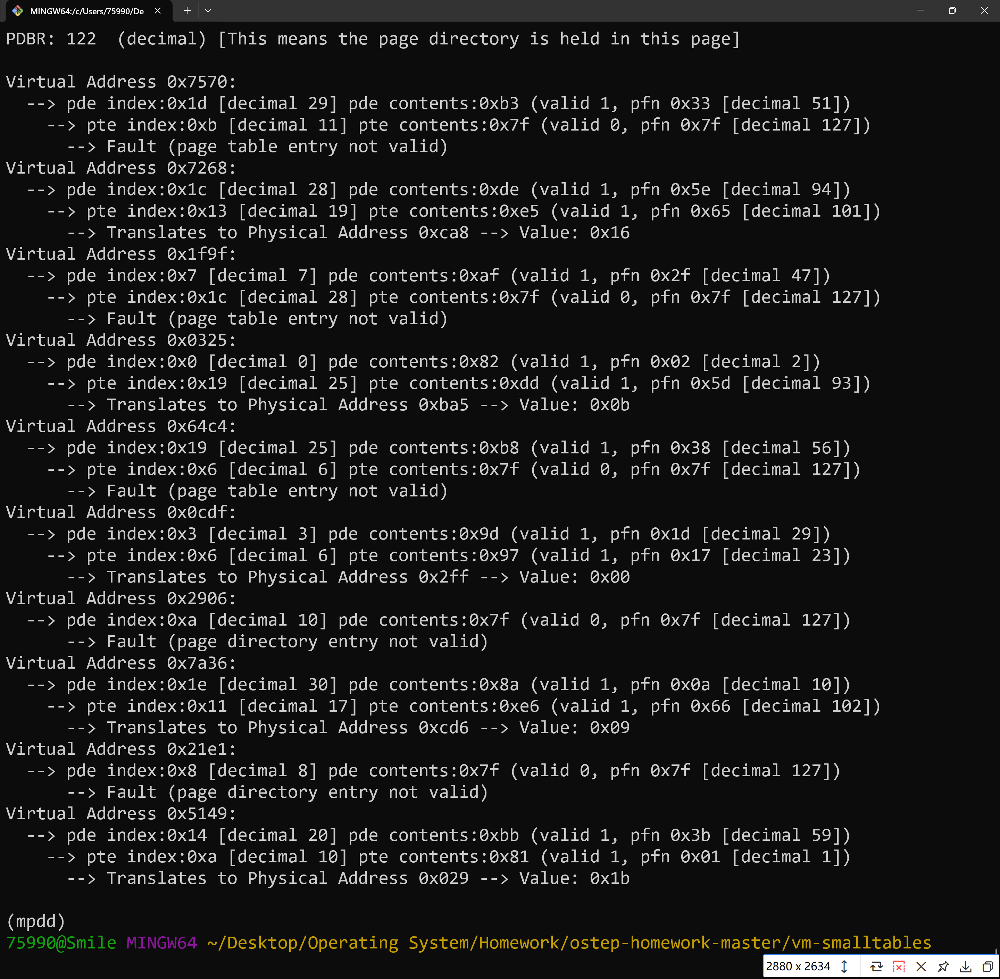 MINGW64:/c/Users/75990/De
PDBR: 122  (decimal) [This means the page directory is held in this page]
Virtual Address 0x7570:
  --> pde index:0x1d [decimal 29] pde contents:0xb3 (valid 1, pfn 0x33 [decimal 51])
    --> pte index:0xb [decimal 11] pte contents:0x7f (valid 0, pfn 0x7f [decimal 127])
      --> Fault (page table entry not valid)
Virtual Address 0x7268:
  --> pde index:0x1c [decimal 28] pde contents:0xde (valid 1, pfn 0x5e [decimal 94])
    --> pte index:0x13 [decimal 19] pte contents:0xe5 (valid 1, pfn 0x65 [decimal 101])
      --> Translates to Physical Address 0xca8 --> Value: 0x16
Virtual Address 0x1f9f:
  --> pde index:0x7 [decimal 7] pde contents:0xaf (valid 1, pfn 0x2f [decimal 47])
    --> pte index:0x1c [decimal 28] pte contents:0x7f (valid 0, pfn 0x7f [decimal 127])
      --> Fault (page table entry not valid)
Virtual Address 0x0325:
  --> pde index:0x0 [decimal 0] pde contents:0x82 (valid 1, pfn 0x02 [decimal 2])
    --> pte index:0x19 [decimal 25] pte contents:0xdd (valid 1, pfn 0x5d [decimal 93])
      --> Translates to Physical Address 0xba5 --> Value: 0x0b
Virtual Address 0x64c4:
  --> pde index:0x19 [decimal 25] pde contents:0xb8 (valid 1, pfn 0x38 [decimal 56])
    --> pte index:0x6 [decimal 6] pte contents:0x7f (valid 0, pfn 0x7f [decimal 127])
      --> Fault (page table entry not valid)
Virtual Address 0x0cdf:
  --> pde index:0x3 [decimal 3] pde contents:0x9d (valid 1, pfn 0x1d [decimal 29])
    --> pte index:0x6 [decimal 6] pte contents:0x97 (valid 1, pfn 0x17 [decimal 23])
      --> Translates to Physical Address 0x2ff --> Value: 0x00
Virtual Address 0x2906:
  --> pde index:0xa [decimal 10] pde contents:0x7f (valid 0, pfn 0x7f [decimal 127])
      --> Fault (page directory entry not valid)
Virtual Address 0x7a36:
  --> pde index:0x1e [decimal 30] pde contents:0x8a (valid 1, pfn 0x0a [decimal 10])
    --> pte index:0x11 [decimal 17] pte contents:0xe6 (valid 1, pfn 0x66 [decimal 102])
      --> Translates to Physical Address 0xcd6 --> Value: 0x09
Virtual Address 0x21e1:
  --> pde index:0x8 [decimal 8] pde contents:0x7f (valid 0, pfn 0x7f [decimal 127])
      --> Fault (page directory entry not valid)
Virtual Address 0x5149:
  --> pde index:0x14 [decimal 20] pde contents:0xbb (valid 1, pfn 0x3b [decimal 59])
    --> pte index:0xa [decimal 10] pte contents:0x81 (valid 1, pfn 0x01 [decimal 1])
      --> Translates to Physical Address 0x029 --> Value: 0x1b
(mpdd)
75990@Smile MINGW64 ~/Desktop/Operating System/Homework/ostep-homework-master/vm-smalltables
2880 x 2634